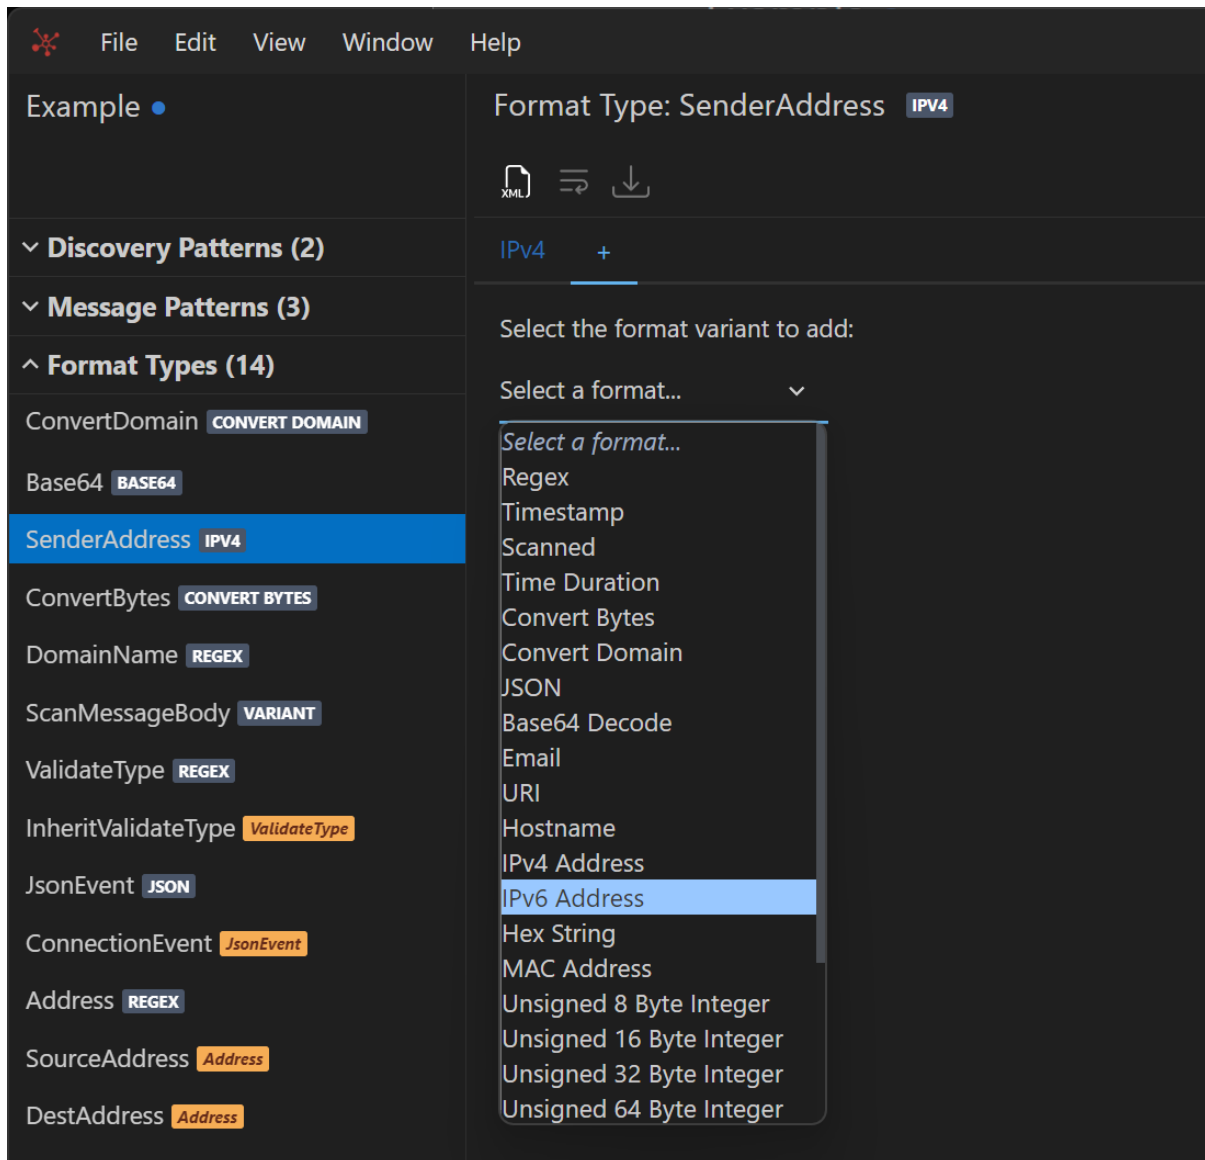 File Edit View Window Help
Example
Format Type: SenderAddress IPV4
XML
Discovery Patterns (2)
Message Patterns (3)
Format Types (14)
ConvertDomain CONVERT DOMAIN
Base64 BASE64
SenderAddress IPV4
ConvertBytes CONVERT BYTES
DomainName REGEX
ScanMessageBody VARIANT
ValidateType REGEX
InheritValidateType ValidateType
JsonEvent JSON
ConnectionEvent JsonEvent
Address REGEX
SourceAddress Address
DestAddress Address
IPv4 +
Select the format variant to add:
Select a format...
Select a format...
Regex
Timestamp
Scanned
Time Duration
Convert Bytes
Convert Domain
JSON
Base64 Decode
Email
URI
Hostname
IPv4 Address
IPv6 Address
Hex String
MAC Address
Unsigned 8 Byte Integer
Unsigned 16 Byte Integer
Unsigned 32 Byte Integer
Unsigned 64 Byte Integer